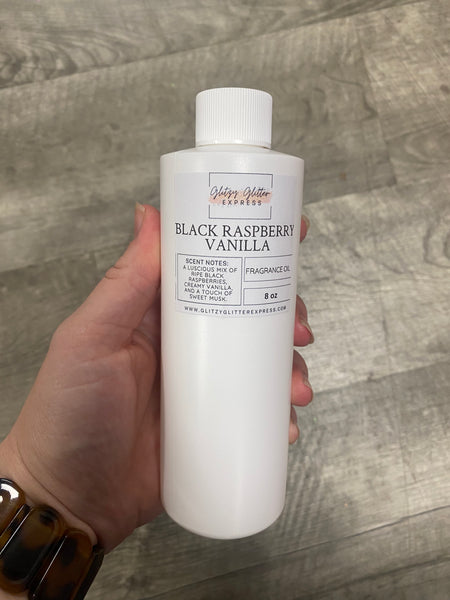 Glitzy Glitter
EXPRESS
BLACK RASPBERRY
VANILLA
SCENT NOTES:
A LUSCIOUS MIX OF
RIPE BLACK
RASPBERRIES,
CREAMY VANILLA,
AND A TOUCH OF
SWEET MUSK.
FRAGRANCE OIL
8 oz
WWW.GLITZYGLITTEREXPRESS.COM